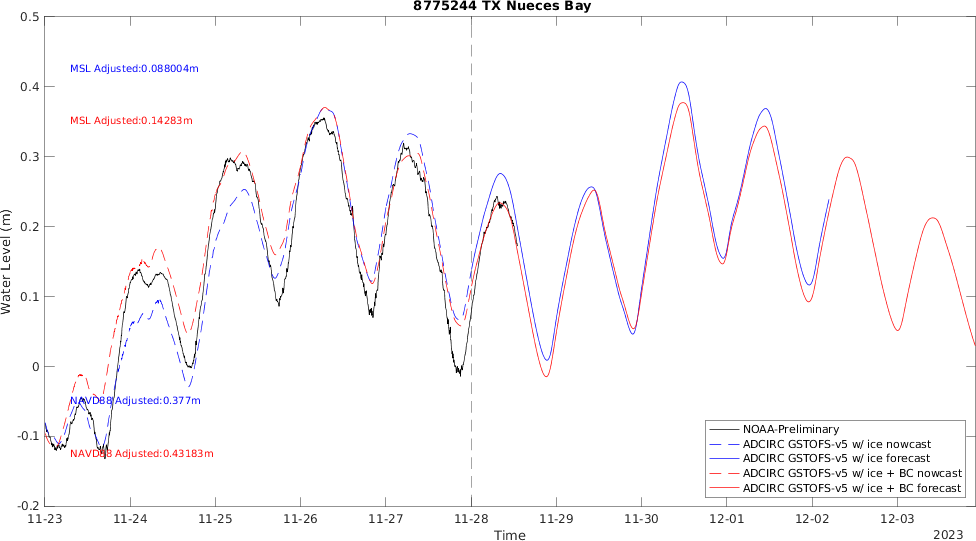 8775244 TX Nueces Bay
0.5
0.4
0.3
0.2
0.1
0
-0.1
-0.2
Water Level (m)
MSL Adjusted:0.088004m
MSL Adjusted:0.14283m
NAVD88 Adjusted:0.377m
NAVD88 Adjusted:0.43183m
NOAA-Preliminary
ADCIRC GSTOFS-v5 w/ ice nowcast
ADCIRC GSTOFS-v5 w/ ice forecast
ADCIRC GSTOFS-v5 w/ ice + BC nowcast
ADCIRC GSTOFS-v5 w/ ice + BC forecast
11-23 11-24 11-25 11-26 11-27 11-28 11-29 11-30 12-01 12-02 12-03
Time
2023